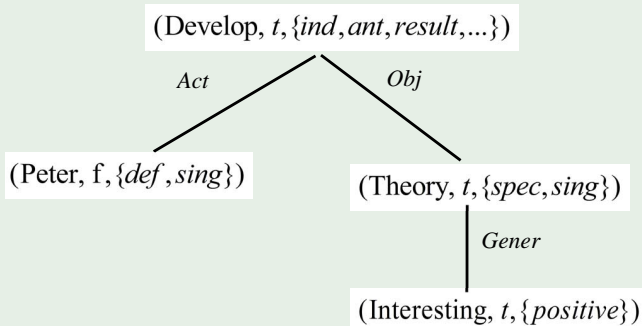 (Develop, t,{ind,ant,result,...})
Act
Obj
(Peter, f,{def,sing})
(Theory, t,{spec,sing})
Gener
(Interesting, t,{positive})